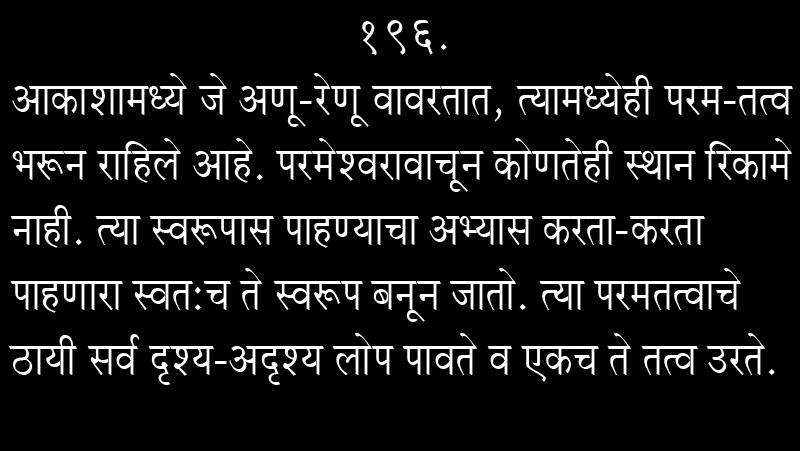 १९६.
आकाशामध्ये जे अणू-रेणू वावरतात, त्यामध्येही परम-तत्व
भरून राहिले आहे. परमेश्वरावाचून कोणतेही स्थान रिकामे
नाही. त्या स्वरूपास पाहण्याचा अभ्यास करता-करता
पाहणारा स्वतःच ते स्वरूप बनून जातो. त्या परमतत्वाचे
ठायी सर्व दृश्य-अदृश्य लोप पावते व एकच ते तत्व उरते.